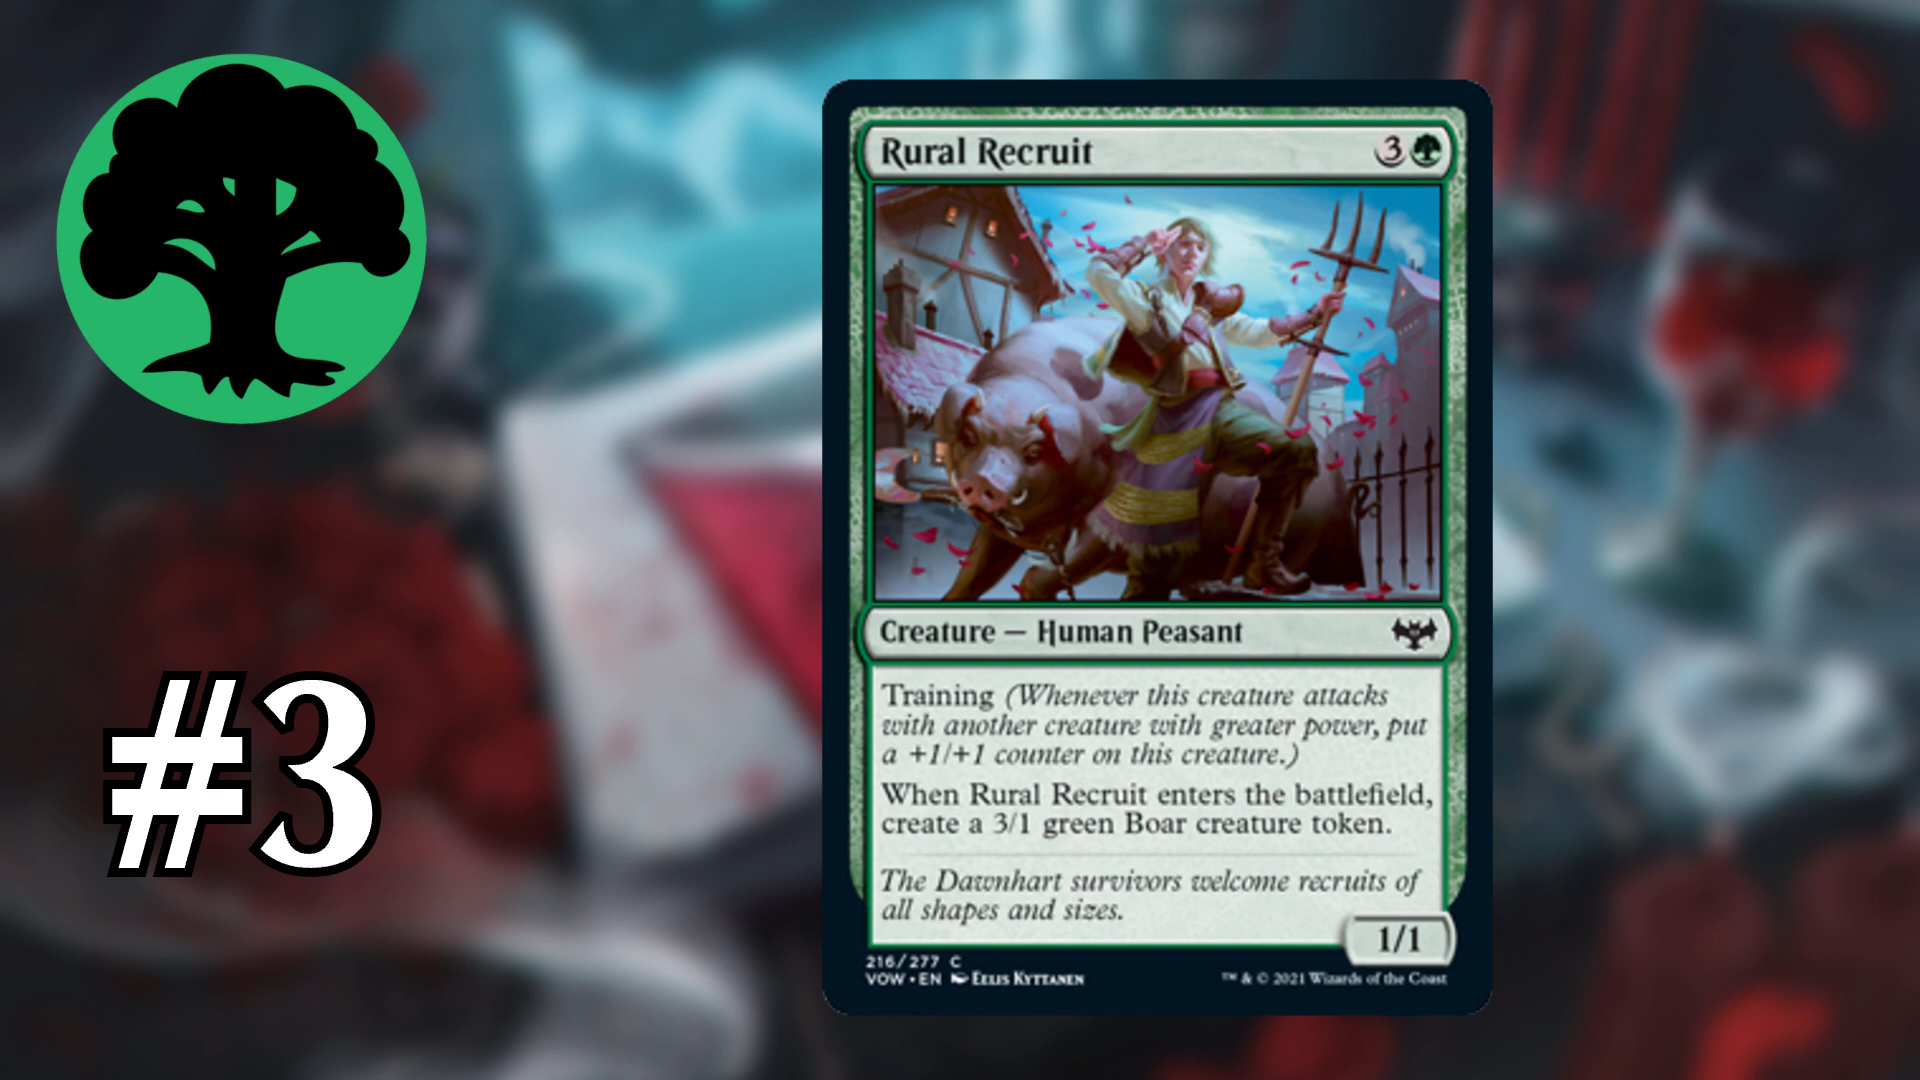 #3
Rural Recruit
3
Creature — Human Peasant
Training (Whenever this creature attacks
with another creature with greater power, put
a +1/+1 counter on this creature.)
When Rural Recruit enters the battlefield,
create a 3/1 green Boar creature token.
The Dawnhart survivors welcome recruits of
all shapes and sizes.
1/1
216/277 C
VOW • EN Eelis Kyttanen
™ & © 2021 Wizards of the Coast